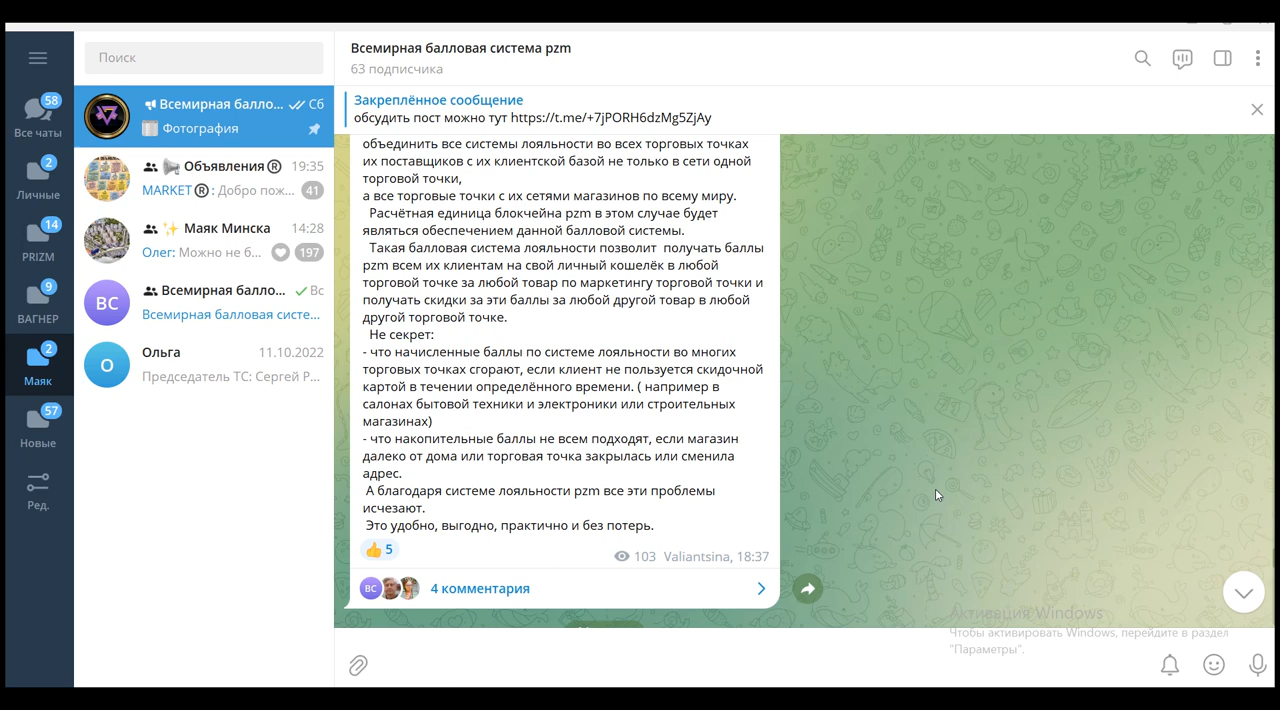 58
Все чаты
2
Личные
14
PRIZM
9
ВАГНЕР
2
Маяк
57
Новые
Ред.
Поиск
Всемирная балло... Сб
Фотография
Объявления® 19:35
MARKET®: Добро пож... 41
Маяк Минска 14:28
Олег: Можно не б... 197
ВС
Всемирная балло... Вс
Всемирная балловая систе...
О
Ольга 11.10.2022
Председатель ТС: Сергей Р...
Всемирная балловая система pzm
63 подписчика
Закреплённое сообщение
обсудить пост можно тут https://t.me/+7jPORH6dzMg5ZjAy
объединить все системы лояльности во всех торговых точках
их поставщиков с их клиентской базой не только в сети одной
торговой точки,
а все торговые точки с их сетями магазинов по всему миру.
Расчётная единица блокчейна pzm в этом случае будет
являться обеспечением данной балловой системы.
Такая балловая система лояльности позволит получать баллы
pzm всем их клиентам на свой личный кошелёк в любой
торговой точке за любой товар по маркетингу торговой точки и
получать скидки за эти баллы за любой другой товар в любой
другой торговой точке.
Не секрет:
- что начисленные баллы по системе лояльности во многих
торговых точках сгорают, если клиент не пользуется скидочной
картой в течении определённого времени. ( например в
салонах бытовой техники и электроники или строительных
магазинах)
- что накопительные баллы не всем подходят, если магазин
далеко от дома или торговая точка закрылась или сменила
адрес.
А благодаря системе лояльности pzm все эти проблемы
исчезают.
Это удобно, выгодно, практично и без потерь.
👍 5
103 Valiantsina, 18:37
ВС 4 комментария
Активация Windows
Чтобы активировать Windows, перейдите в раздел
"Параметры".